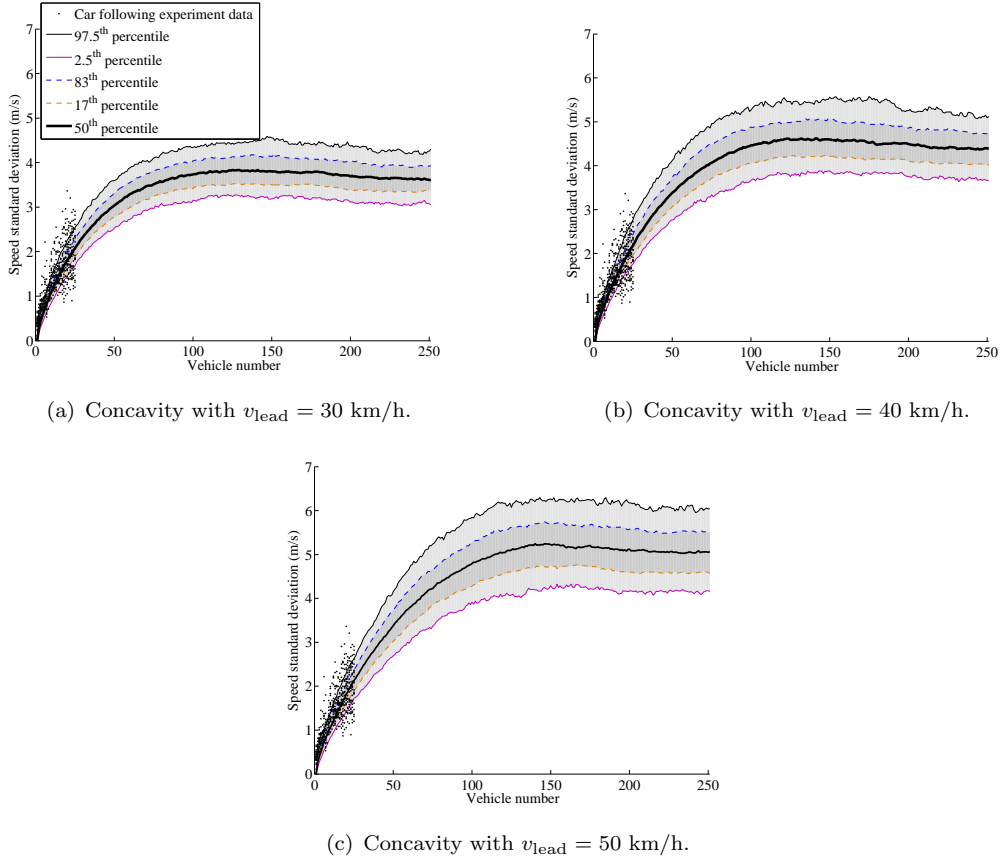 Car following experiment data
97.5th percentile
2.5th percentile
83th percentile
17th percentile
50th percentile
7
6
5
4
3
2
1
0
Speed standard deviation (m/s)
0 50 100 150 200 250
Vehicle number
(a) Concavity with vlead = 30 km/h.
7
6
5
4
3
2
1
0
Speed standard deviation (m/s)
0 50 100 150 200 250
Vehicle number
(b) Concavity with vlead = 40 km/h.
7
6
5
4
3
2
1
0
Speed standard deviation (m/s)
0 50 100 150 200 250
Vehicle number
(c) Concavity with vlead = 50 km/h.